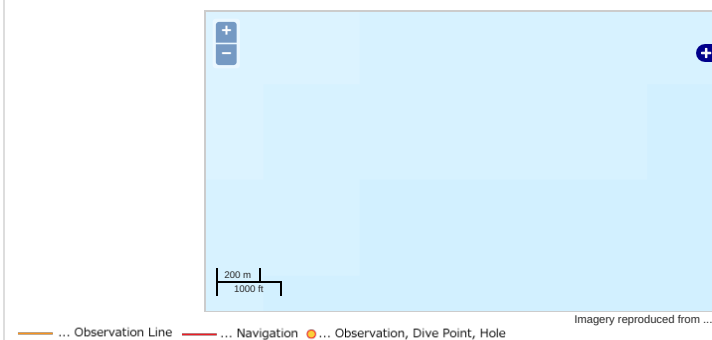 +
−
+
200 m
1000 ft
Imagery reproduced from ...
... Observation Line ... Navigation ... Observation, Dive Point, Hole